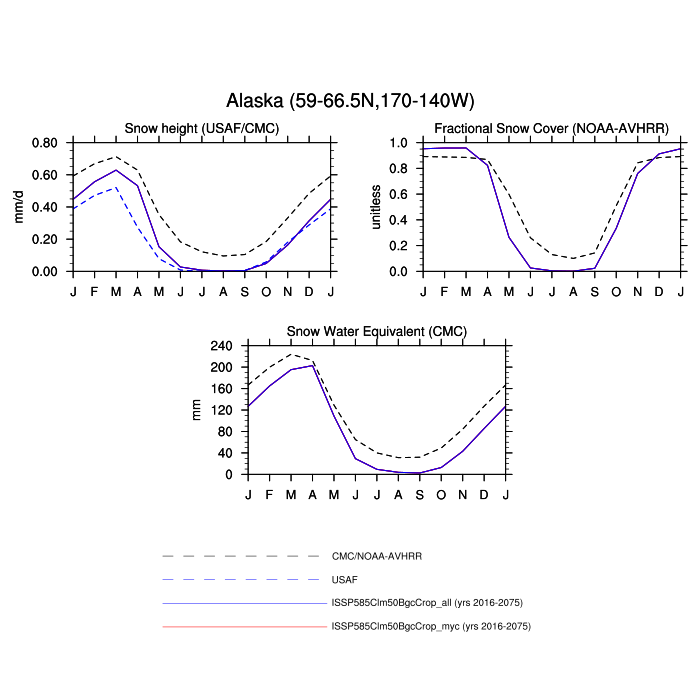 Alaska (59-66.5N,170-140W)
Snow height (USAF/CMC)
mm/d
0.80
0.60
0.40
0.20
0.00
J F M A M J J A S O N D J
Fractional Snow Cover (NOAA-AVHRR)
unitless
1.0
0.8
0.6
0.4
0.2
0.0
J F M A M J J A S O N D J
Snow Water Equivalent (CMC)
mm
240
200
160
120
80
40
0
J F M A M J J A S O N D J
CMC/NOAA-AVHRR
USAF
ISSP585Clm50BgcCrop_all (yrs 2016-2075)
ISSP585Clm50BgcCrop_myc (yrs 2016-2075)